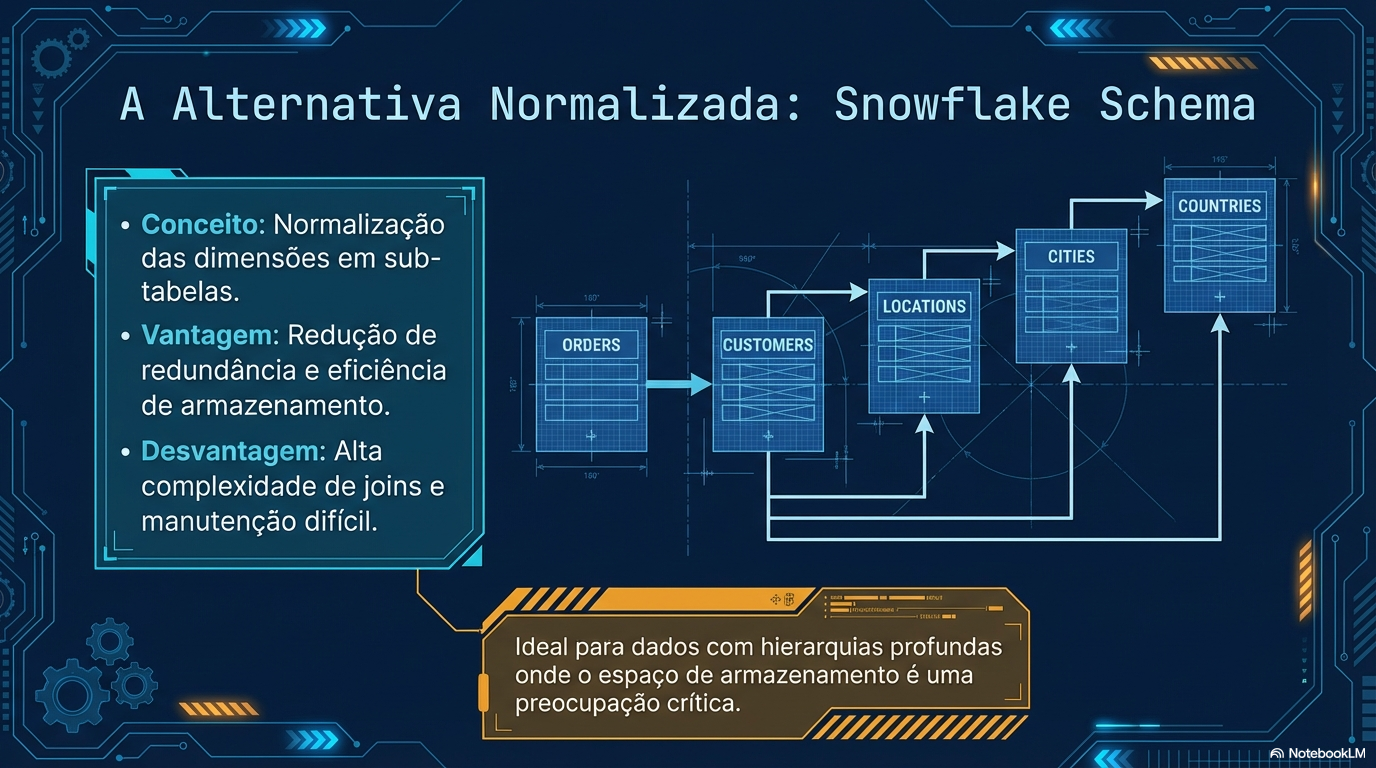 A Alternativa Normalizada: Snowflake Schema
• Conceito: Normalização
das dimensões em sub-
tabelas.
• Vantagem: Redução de
redundância e eficiência
de armazenamento.
• Desvantagem: Alta
complexidade de joins e
manutenção difícil.
ORDERS
CUSTOMERS
LOCATIONS
CITIES
COUNTRIES
Ideal para dados com hierarquias profundas
onde o espaço de armazenamento é uma
preocupação crítica.
NotebookLM